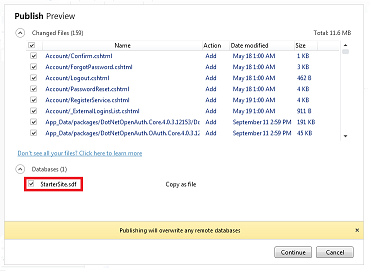 Publish Preview
Changed Files (159) Total: 11.6 MB
Name Action Date modified Size
Account/Confirm.cshtml Add May 18 1:00 AM 1 KB
Account/ForgotPassword.cshtml Add May 18 1:00 AM 3 KB
Account/Logout.cshtml Add May 18 1:00 AM 462 B
Account/PasswordReset.cshtml Add May 18 1:00 AM 4 KB
Account/RegisterService.cshtml Add May 19 1:00 AM 4 KB
Account/_ExternalLoginsList.cshtml Add May 19 1:00 AM 911 B
App_Data/packages/DotNetOpenAuth.Core.4.0.3.12153/Do Add September 11 2:59 PM 191 KB
App_Data/packages/DotNetOpenAuth.OAuth.Core.4.0.3.12 Add September 11 2:59 PM 45 KB
Don't see all your files? Click here to learn more
Databases (1)
StarterSite.sdf Copy as file
Publishing will overwrite any remote databases
Continue Cancel